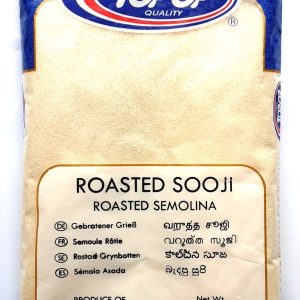 QUALITY
®
ROASTED SOOJI
ROASTED SEMOLINA
DE Gebratener Grieß
FR Semoule Rôtie
SE Rostad Grynbotten
ES Sémola Asada
வறாத்த சூஜி
വറുത്ത സൂജി
PRODUCE OF
Net Wt